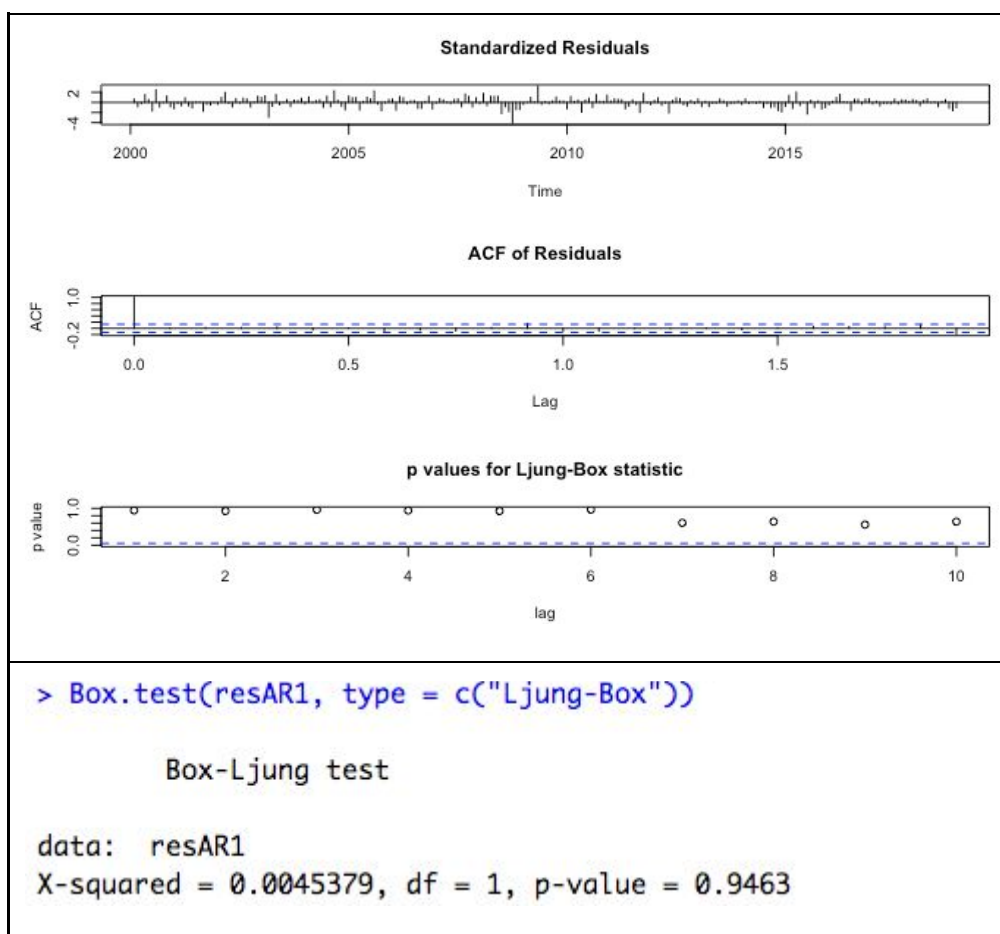 Standardized Residuals
2
-4
2000 2005 2010 2015
Time
ACF of Residuals
ACF
1.0
-0.2
0.0 0.5 1.0 1.5
Lag
p values for Ljung-Box statistic
p value
1.0
0.0
2 4 6 8 10
lag
> Box.test(resAR1, type = c("Ljung-Box"))
Box-Ljung test
data: resAR1
X-squared = 0.0045379, df = 1, p-value = 0.9463